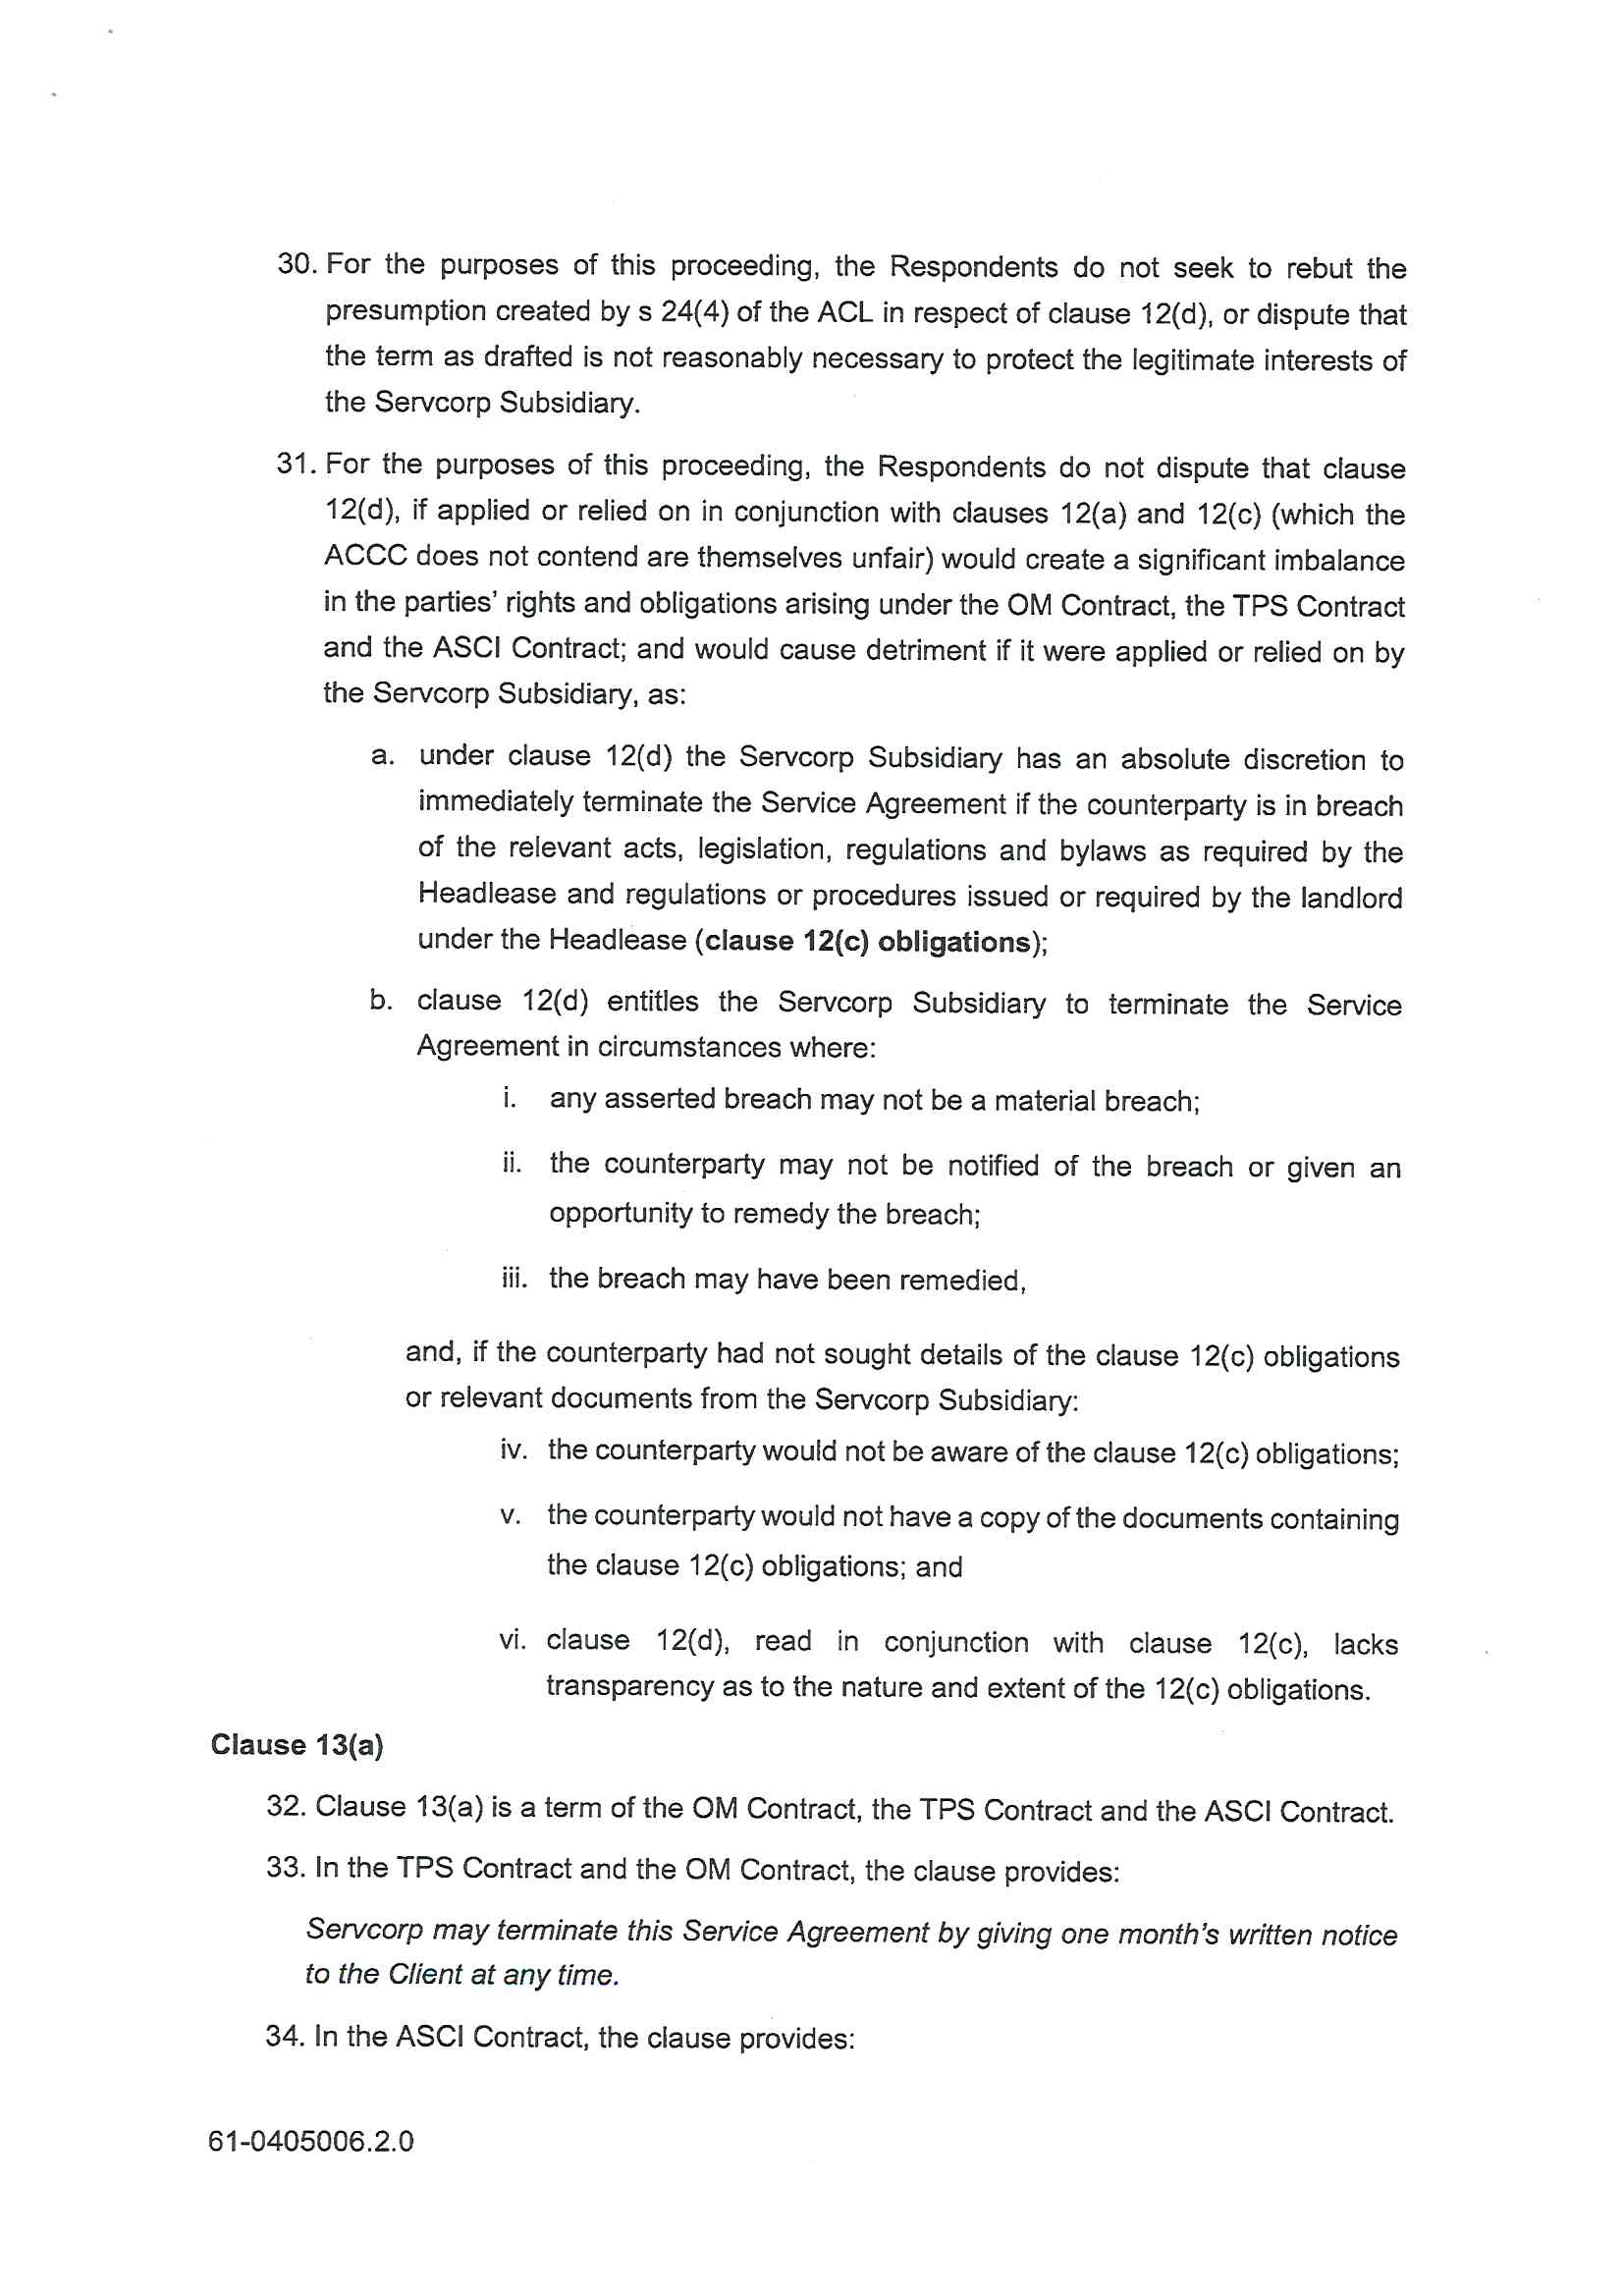 30. For the purposes of this proceeding, the Respondents do not seek to rebut the
presumption created by s 24(4) of the ACL in respect of clause 12(d), or dispute that
the term as drafted is not reasonably necessary to protect the legitimate interests of
the Servcorp Subsidiary.
31. For the purposes of this proceeding, the Respondents do not dispute that clause
12(d), if applied or relied on in conjunction with clauses 12(a) and 12(c) (which the
ACCC does not contend are themselves unfair) would create a significant imbalance
in the parties' rights and obligations arising under the OM Contract, the TPS Contract
and the ASCI Contract; and would cause detriment if it were applied or relied on by
the Servcorp Subsidiary, as:
a. under clause 12(d) the Servcorp Subsidiary has an absolute discretion to
immediately terminate the Service Agreement if the counterparty is in breach
of the relevant acts, legislation, regulations and bylaws as required by the
Headlease and regulations or procedures issued or required by the landlord
under the Headlease (clause 12(c) obligations);
b. clause 12(d) entitles the Servcorp Subsidiary to terminate the Service
Agreement in circumstances where:
i. any asserted breach may not be a material breach;
ii. the counterparty may not be notified of the breach or given an
opportunity to remedy the breach;
iii. the breach may have been remedied,
and, if the counterparty had not sought details of the clause 12(c) obligations
or relevant documents from the Servcorp Subsidiary:
iv. the counterparty would not be aware of the clause 12(c) obligations;
v. the counterparty would not have a copy of the documents containing
the clause 12(c) obligations; and
vi. clause 12(d), read in conjunction with clause 12(c), lacks
transparency as to the nature and extent of the 12(c) obligations.
Clause 13(a)
32. Clause 13(a) is a term of the OM Contract, the TPS Contract and the ASCI Contract.
33. In the TPS Contract and the OM Contract, the clause provides:
Servcorp may terminate this Service Agreement by giving one month's written notice
to the Client at any time.
34. In the ASCI Contract, the clause provides:
61-0405006.2.0